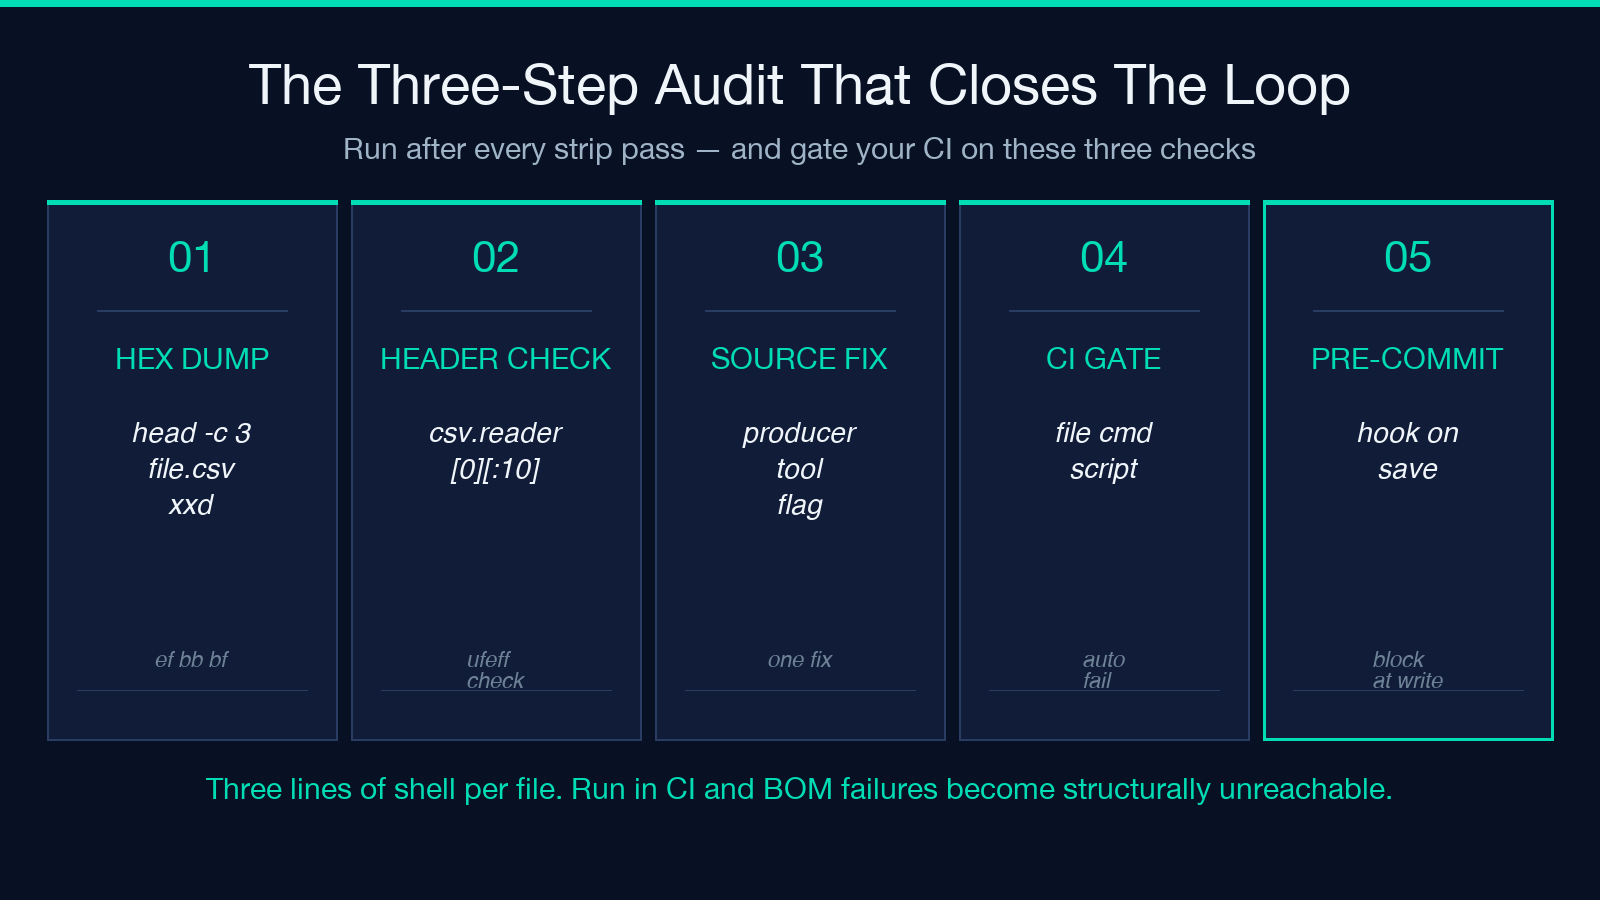 The Three-Step Audit That Closes The Loop
Run after every strip pass — and gate your CI on these three checks
01
HEX DUMP
head -c 3
file.csv
xxd
ef bb bf
02
HEADER CHECK
csv.reader
[0][:10]
ufeff
check
03
SOURCE FIX
producer
tool
flag
one fix
04
CI GATE
file cmd
script
auto
fail
05
PRE-COMMIT
hook on
save
block
at write
Three lines of shell per file. Run in CI and BOM failures become structurally unreachable.